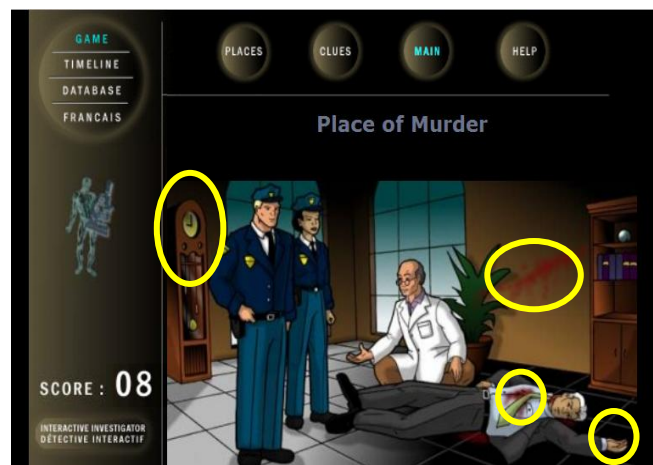 GAME
TIMELINE
DATABASE
FRANCAIS
PLACES
CLUES
MAIN
HELP
Place of Murder
SCORE : 08
INTERACTIVE INVESTIGATOR
DÉTECTIVE INTERACTIF